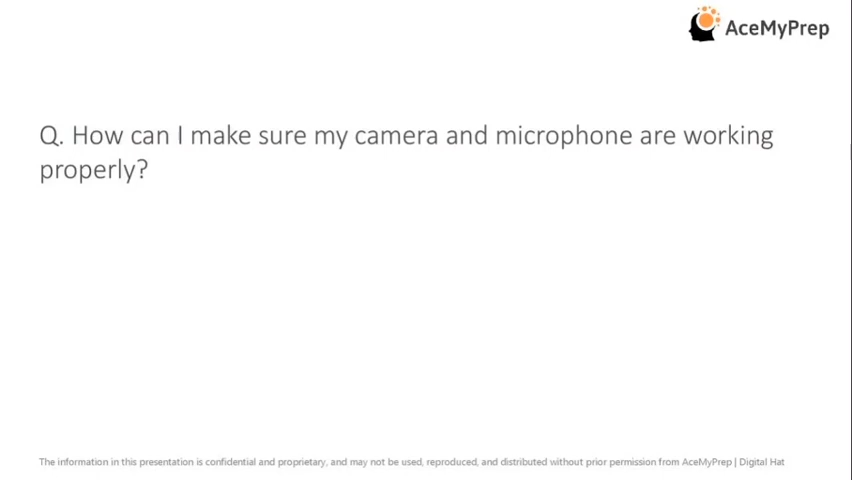 AceMyPrep
Q. How can I make sure my camera and microphone are working
properly?
The information in this presentation is confidential and proprietary, and may not be used, reproduced, and distributed without prior permission from AceMyPrep | Digital Hat